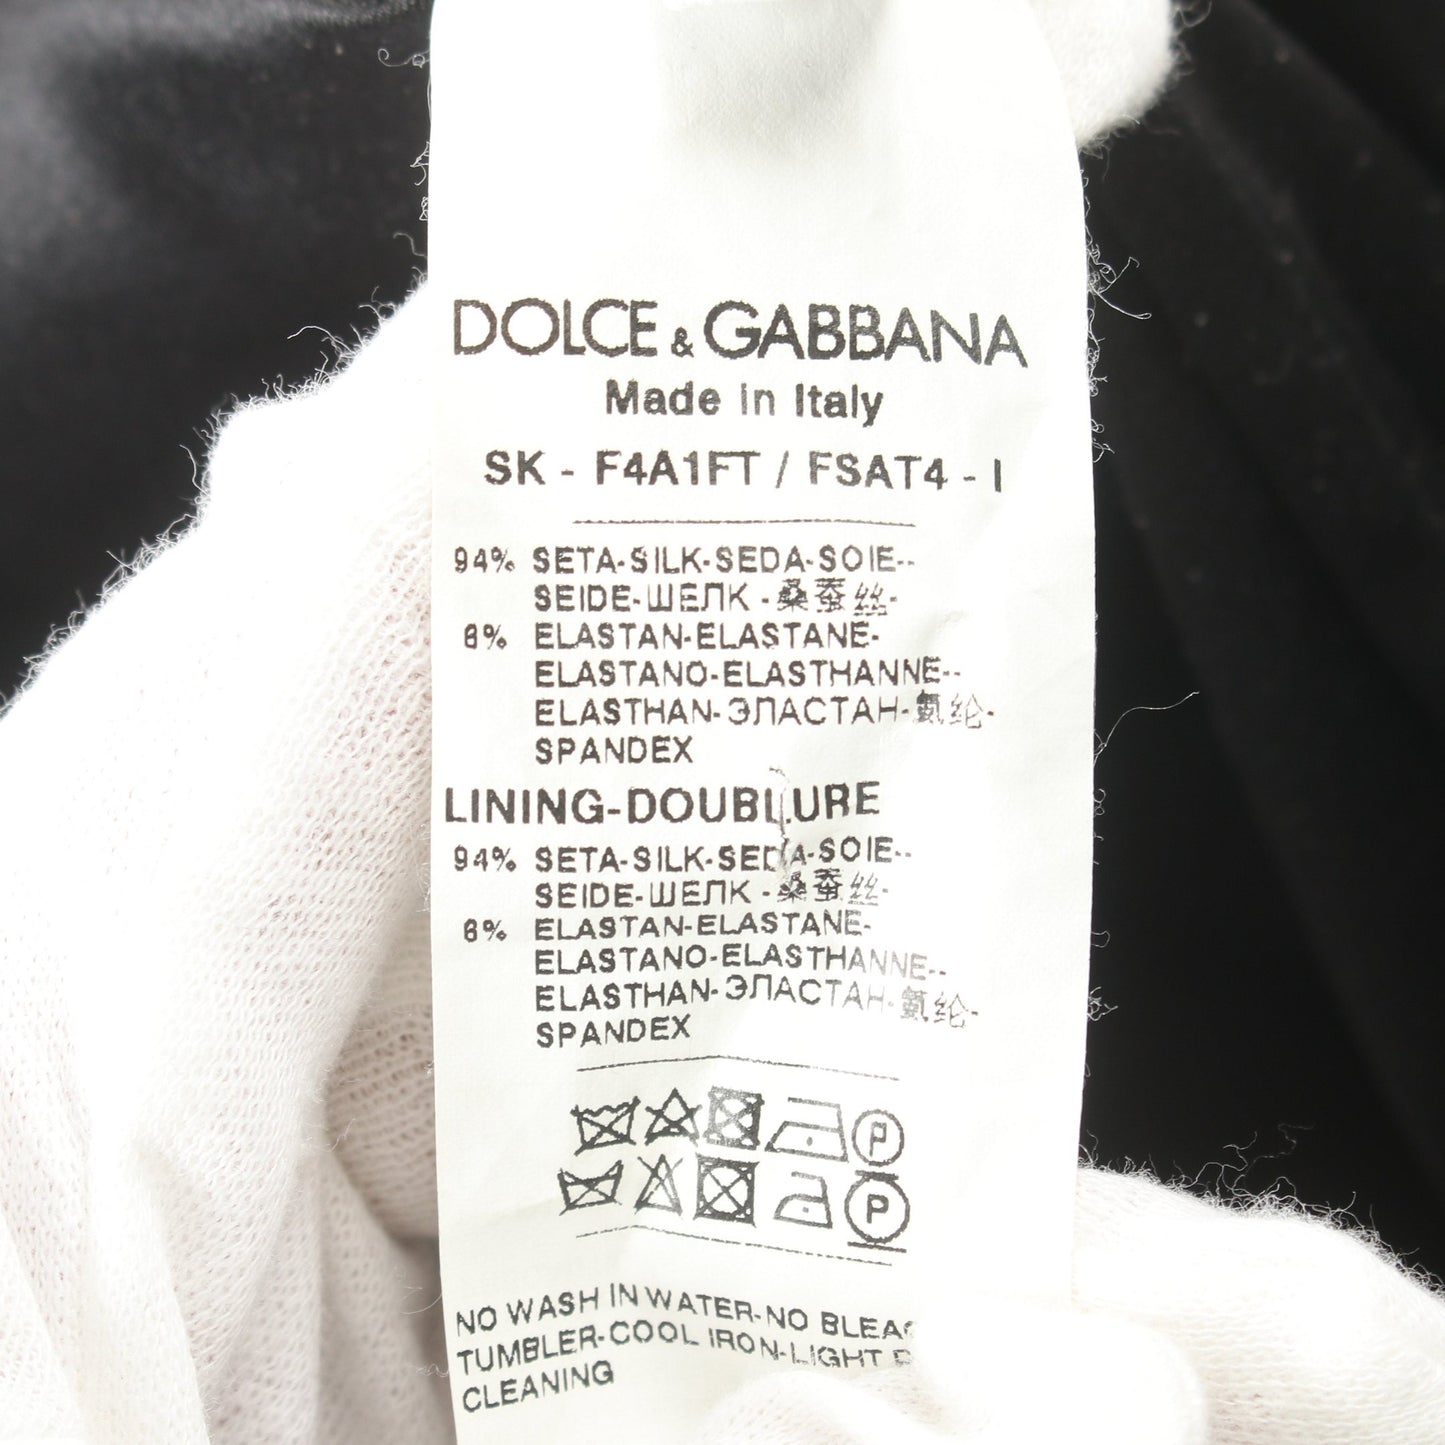 DOLCE & GABBANA
Made in Italy
SK - F4A1FT / FSAT4 - I
94% SETA-SILK-SEDA-SOIE--
SEIDE-ШЕЛК -桑蚕丝-
6% ELASTAN-ELASTANE-
ELASTANO-ELASTHANNE--
ELASTHAN-ЭЛАСТАН-氨纶-
SPANDEX
LINING-DOUBLURE
94% SETA-SILK-SEDA-SOIE--
SEIDE-ШЕЛК -桑蚕丝-
6% ELASTAN-ELASTANE-
ELASTANO-ELASTHANNE--
ELASTHAN-ЭЛАСТАН-氨纶-
SPANDEX
P
P
NO WASH IN WATER-NO
TUMBLER-COOL IRON-LIGHT
CLEANING